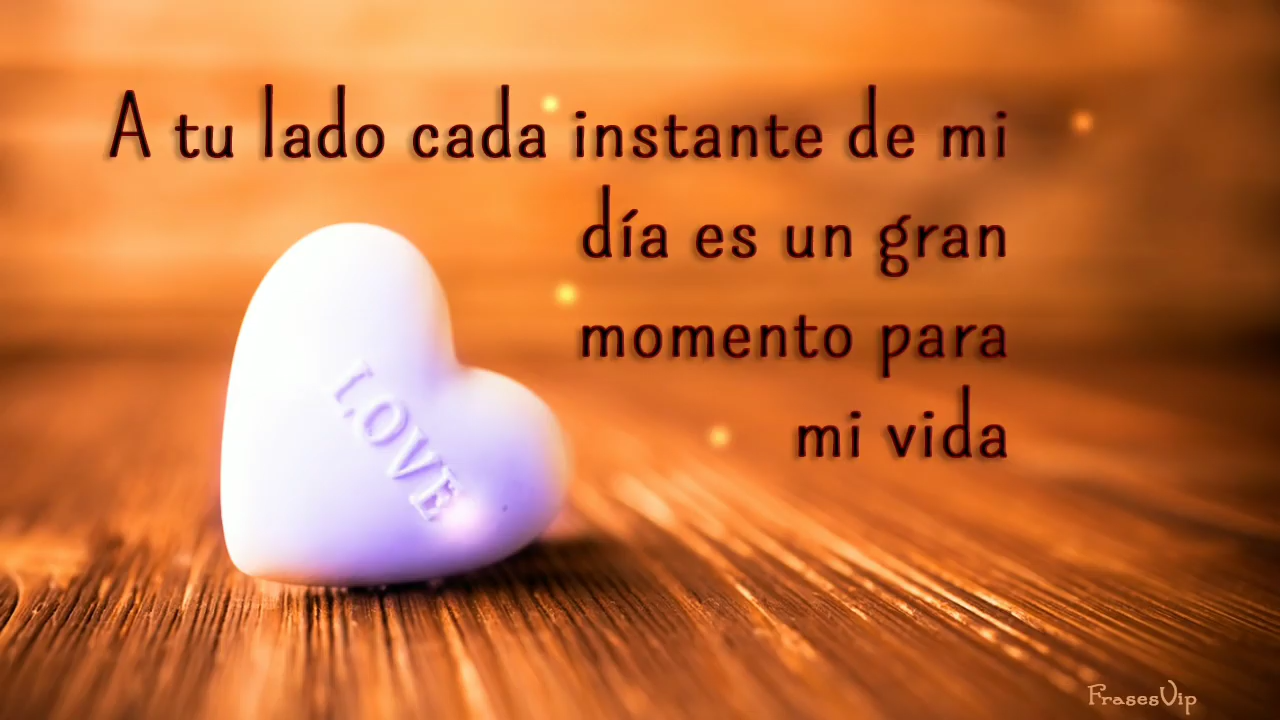 A tu lado cada instante de mi
día es un gran
momento para
mi vida
LOVE
FrasesVip